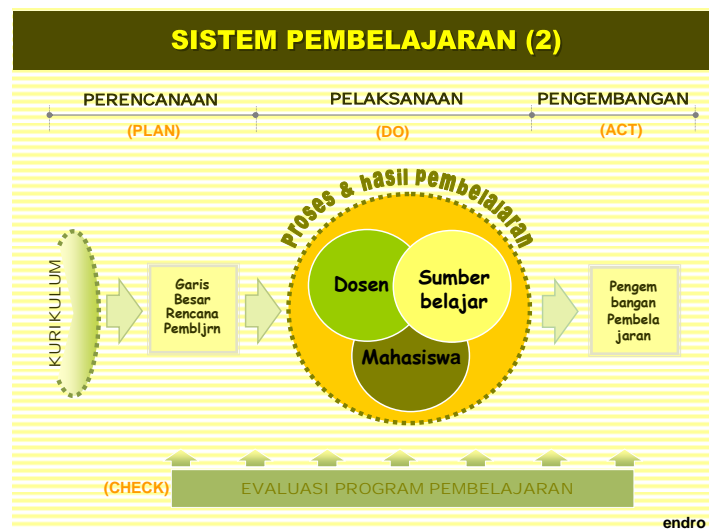 SISTEM PEMBELAJARAN (2)
PERENCANAAN
PELAKSANAAN
PENGEMBANGAN
(PLAN)
(DO)
(ACT)
Proses & hasil pembelajaran
KURIKULUM
Garis
Besar
Rencana
Pembljrn
Dosen
Sumber
belajar
Mahasiswa
Pengem
bangan
Pembela
jaran
(CHECK)
EVALUASI PROGRAM PEMBELAJARAN
endro